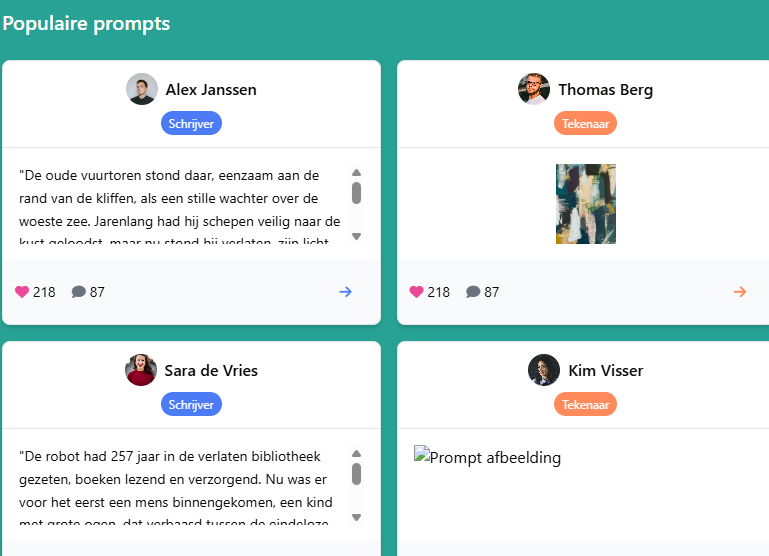 Populaire prompts
Alex Janssen
Schrijver
"De oude vuurtoren stond daar, eenzaam aan de
rand van de kliffen, als een stille wachter over de
woeste zee. Jarenlang had hij schepen veilig naar de
kust geloodst, maar nu stond hij verlaten, zijn licht
218 87
Thomas Berg
Tekenaar
218 87
Sara de Vries
Schrijver
"De robot had 257 jaar in de verlaten bibliotheek
gezeten, boeken lezend en verzorgend. Nu was er
voor het eerst een mens binnengekomen, een kind
met grote ogen, dat verbaasd tussen de eindeloze
Kim Visser
Tekenaar
Prompt afbeelding